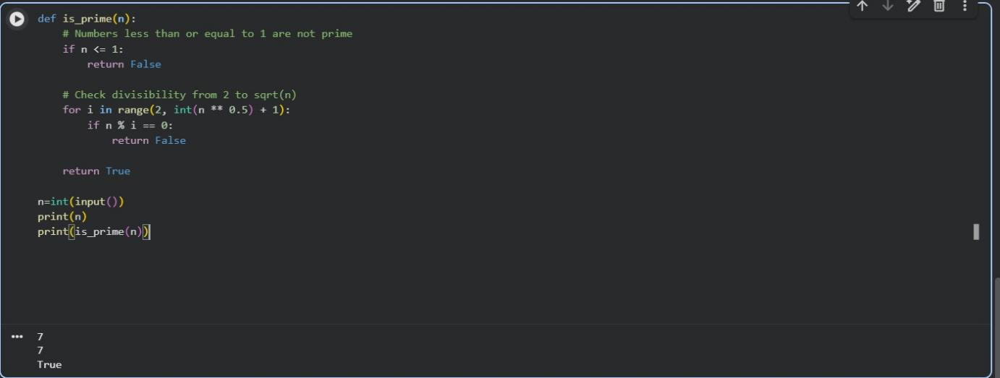 def is_prime(n):
    # Numbers less than or equal to 1 are not prime
    if n <= 1:
        return False

    # Check divisibility from 2 to sqrt(n)
    for i in range(2, int(n ** 0.5) + 1):
        if n % i == 0:
            return False

    return True

n=int(input())
print(n)
print(is_prime(n))
7
7
True